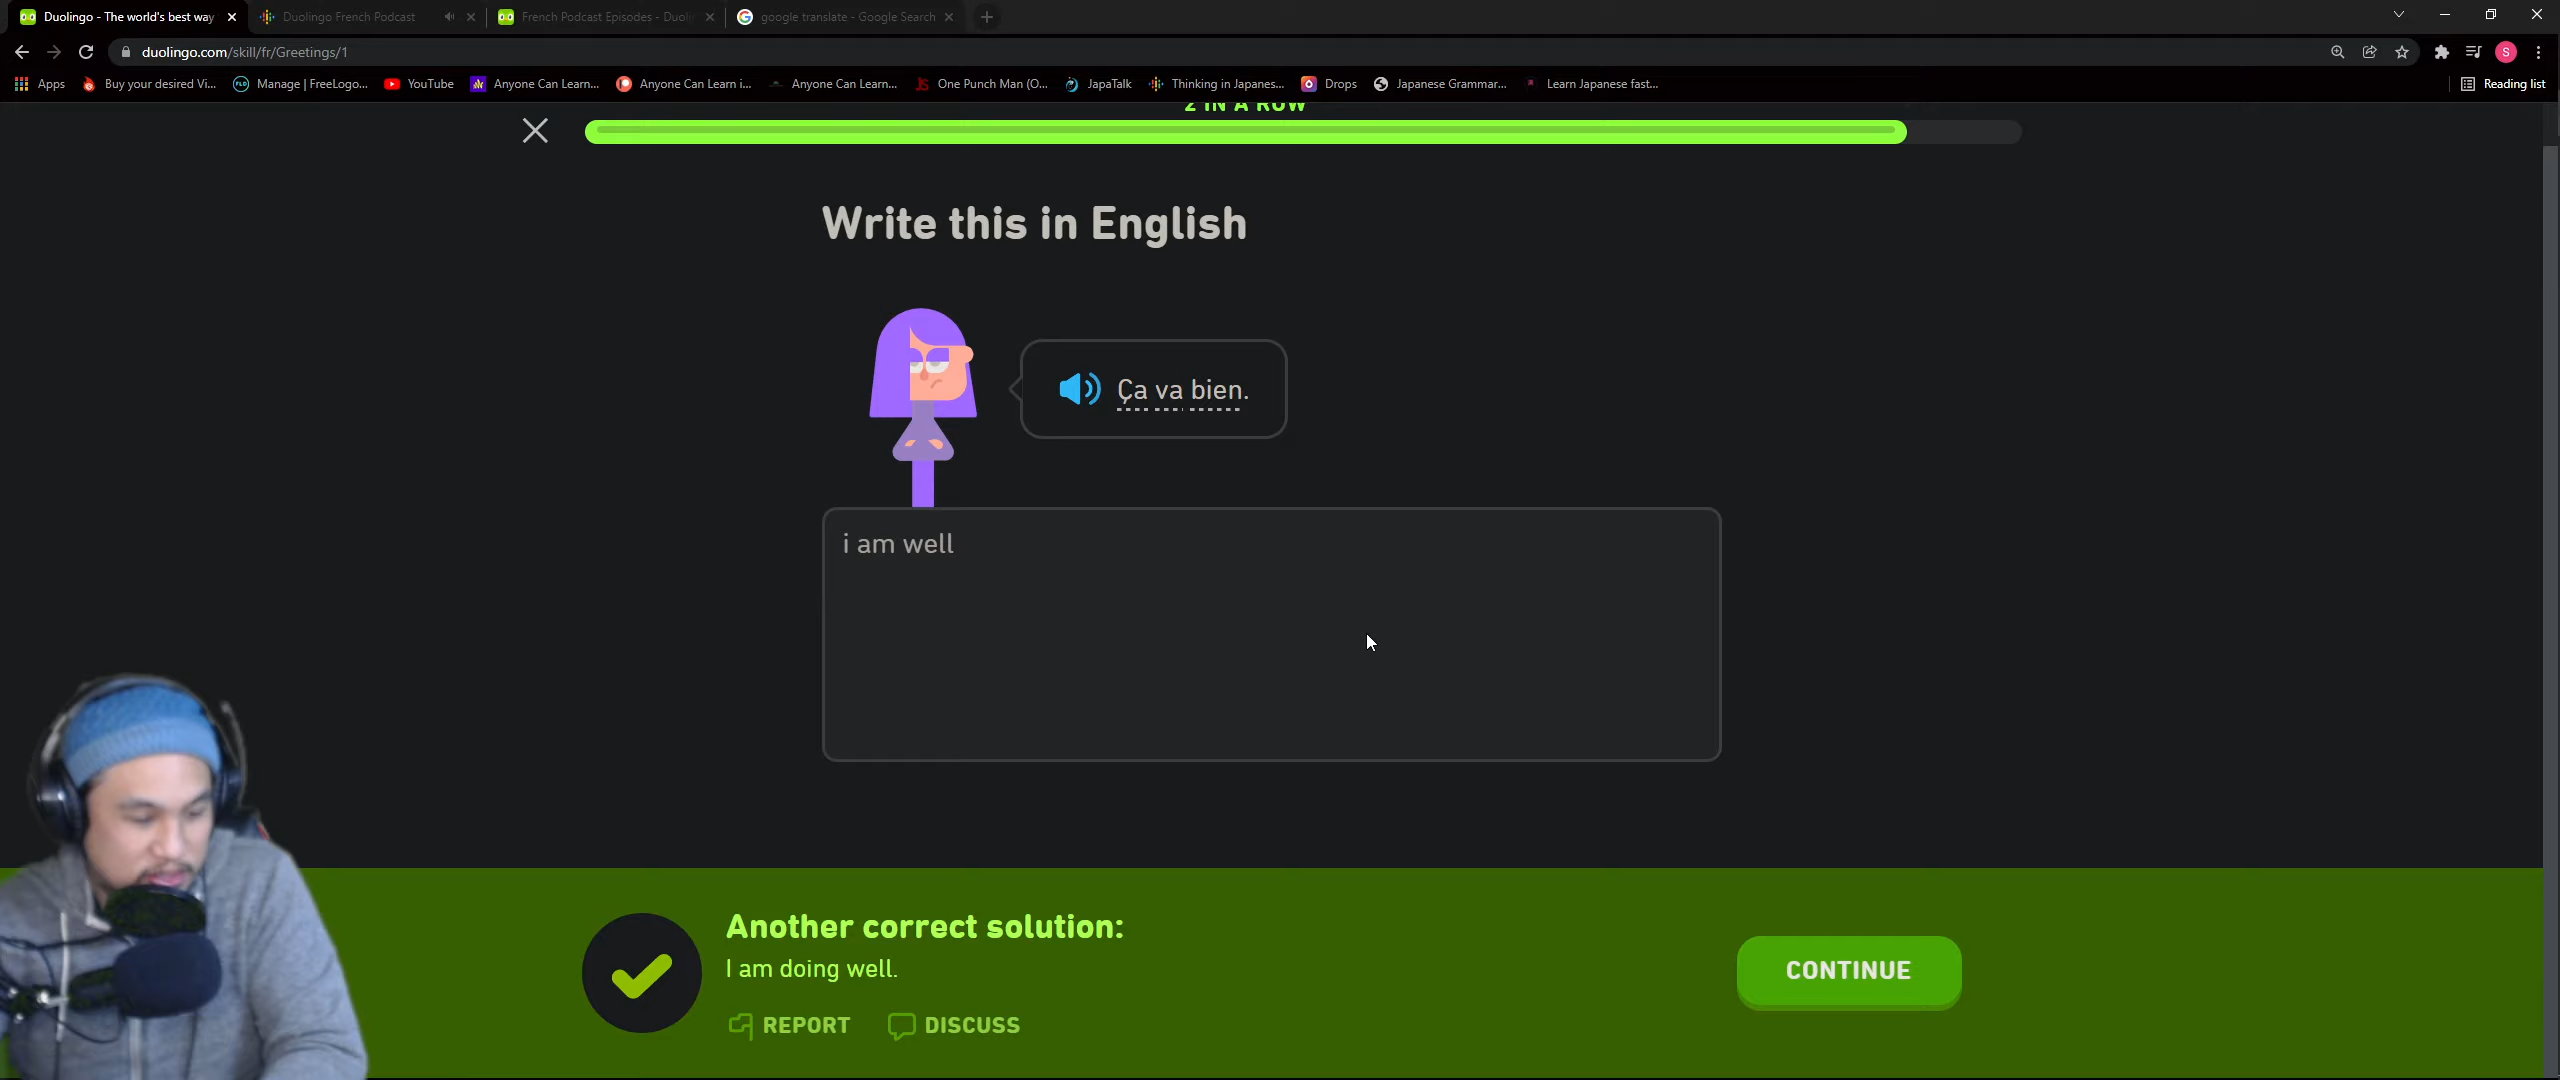 Duolingo - The world's best way
Duolingo French Podcast
French Podcast Episodes - Duoli
google translate - Google Search
duolingo.com/skill/fr/Greetings/1
Apps
Buy your desired Vi...
Manage | FreeLogo...
YouTube
Anyone Can Learn...
Anyone Can Learn i...
Anyone Can Learn...
One Punch Man (O...
JapaTalk
Thinking in Japanes...
Drops
Japanese Grammar...
Learn Japanese fast...
Reading list
S
2 IN A ROW
Write this in English
Ça va bien.
i am well
Another correct solution:
I am doing well.
REPORT
DISCUSS
CONTINUE